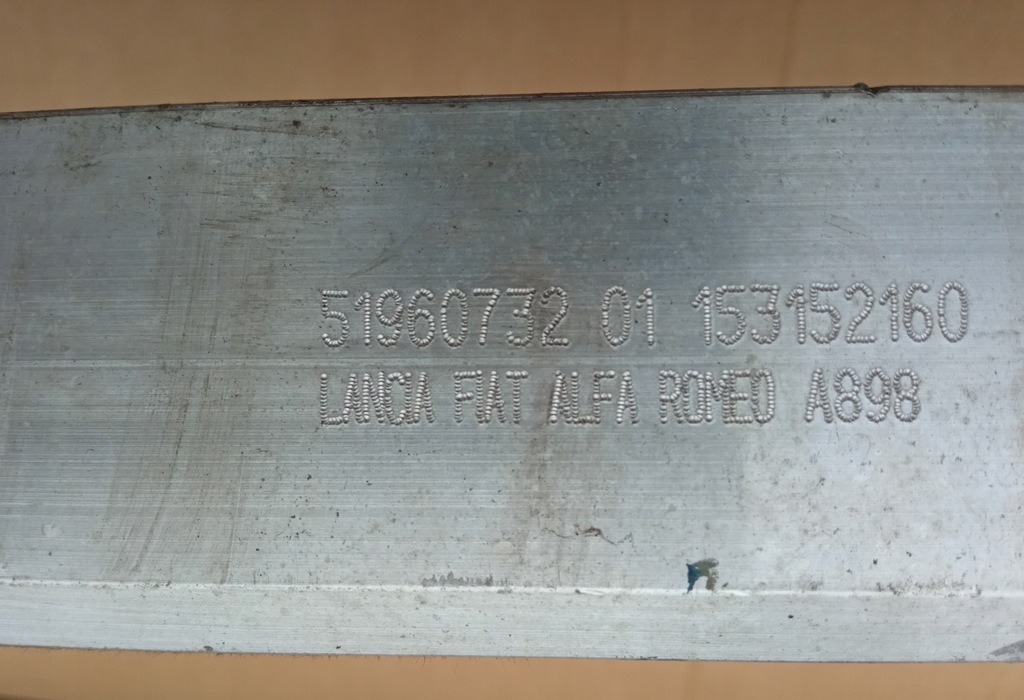 51960732 01 153152160
LANCIA FIAT ALFA ROMEO A898